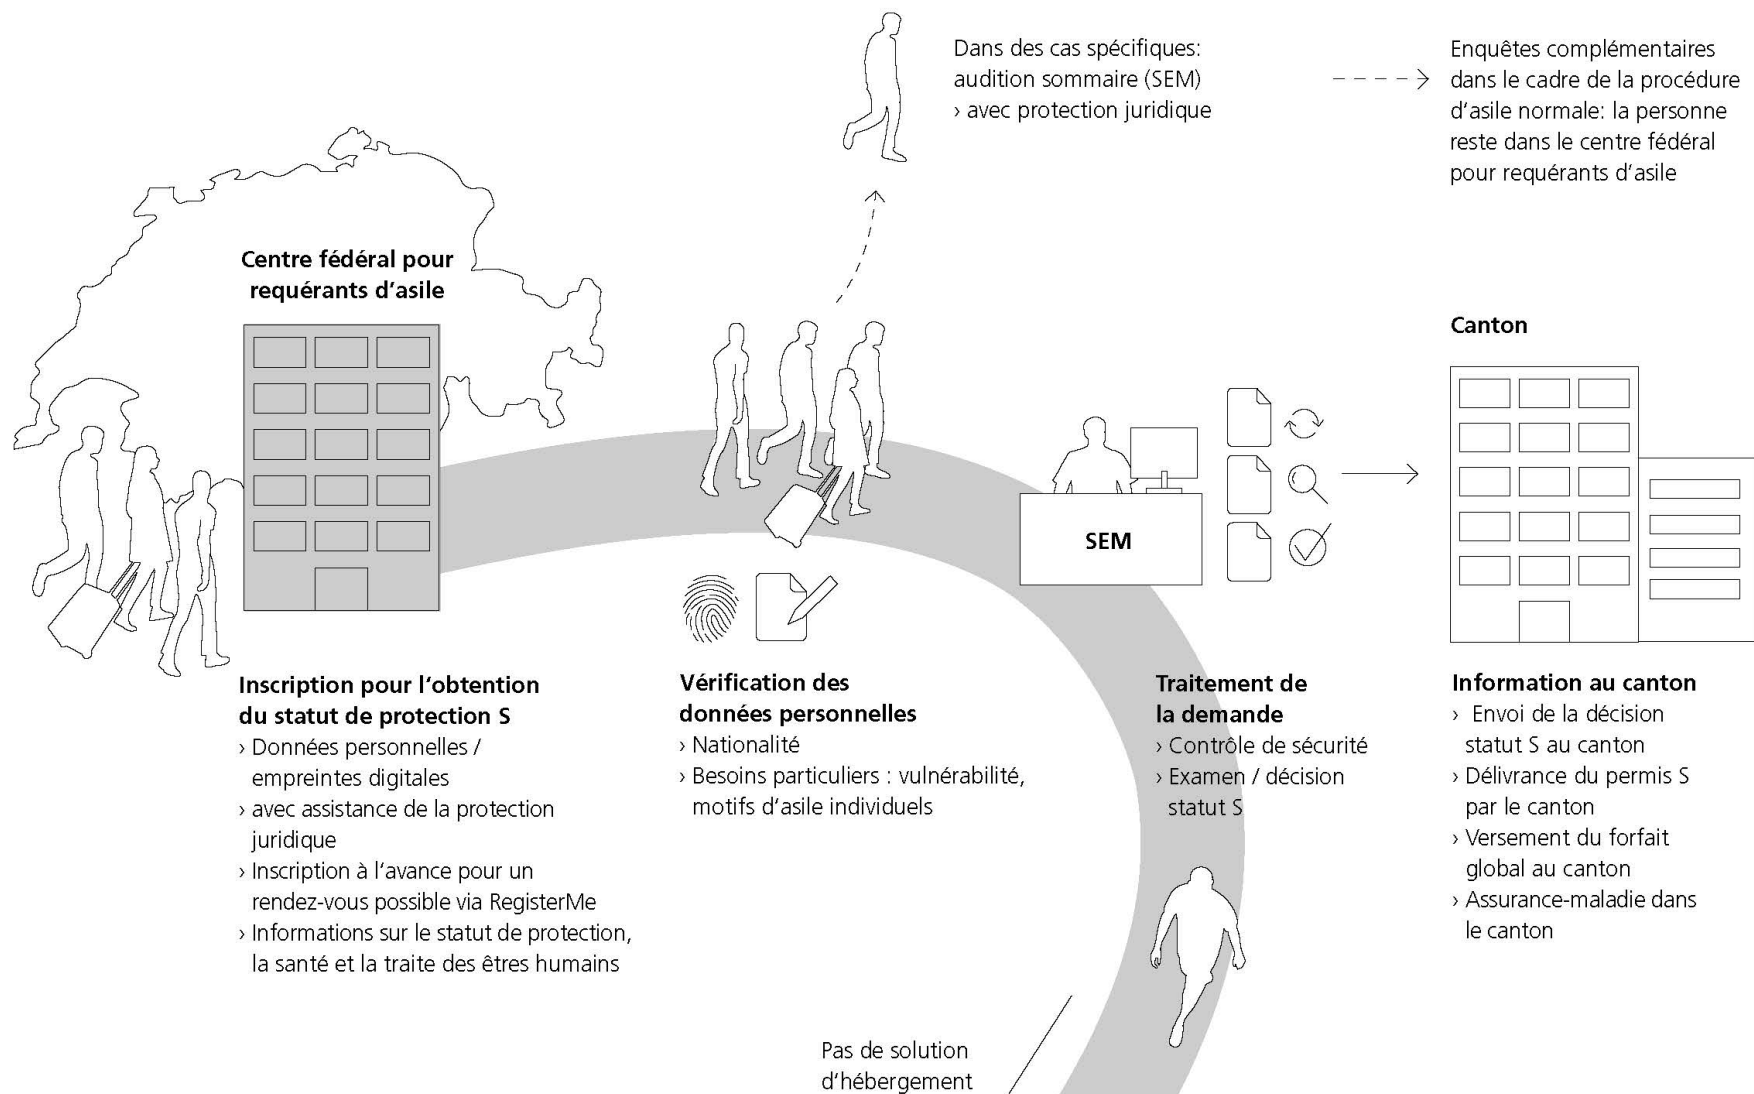 Dans des cas spécifiques:
audition sommaire (SEM)
› avec protection juridique
Enquêtes complémentaires
dans le cadre de la procédure
d'asile normale: la personne
reste dans le centre fédéral
pour requérants d'asile
Centre fédéral pour
requérants d'asile
Canton
SEM
Inscription pour l'obtention
du statut de protection S
› Données personnelles /
empreintes digitales
› avec assistance de la protection
juridique
› Inscription à l'avance pour un
rendez-vous possible via RegisterMe
› Informations sur le statut de protection,
la santé et la traite des êtres humains
Vérification des
données personnelles
› Nationalité
› Besoins particuliers : vulnérabilité,
motifs d'asile individuels
Traitement de
la demande
› Contrôle de sécurité
› Examen / décision
statut S
Information au canton
› Envoi de la décision
statut S au canton
› Délivrance du permis S
par le canton
› Versement du forfait
global au canton
› Assurance-maladie dans
le canton
Pas de solution
d'hébergement